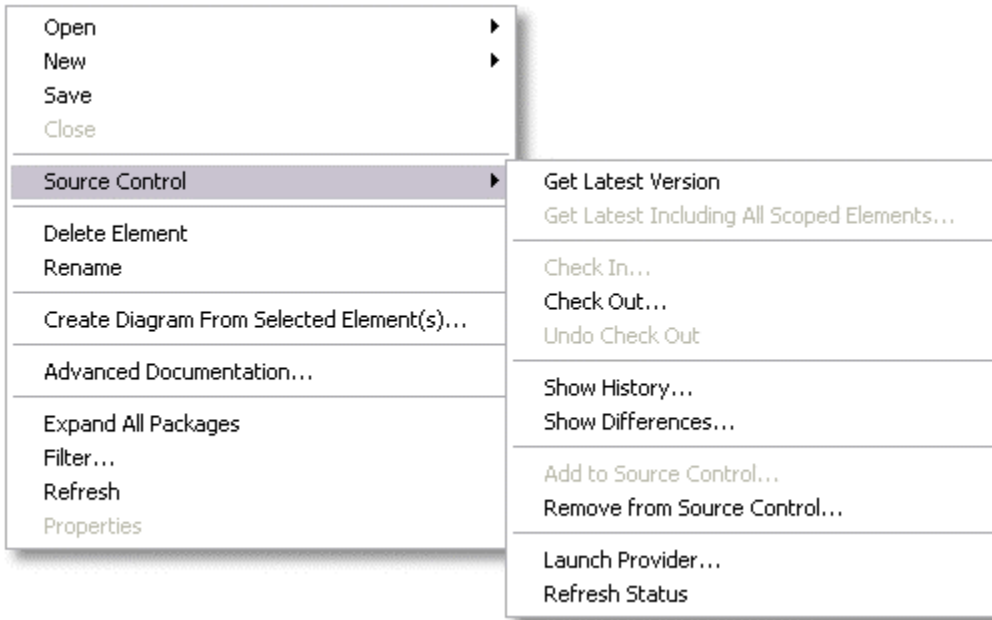 Open
New
Save
Close
Source Control
Delete Element
Rename
Create Diagram From Selected Element(s)...
Advanced Documentation...
Expand All Packages
Filter...
Refresh
Properties
Get Latest Version
Get Latest Including All Scoped Elements...
Check In...
Check Out...
Undo Check Out
Show History...
Show Differences...
Add to Source Control...
Remove from Source Control...
Launch Provider...
Refresh Status